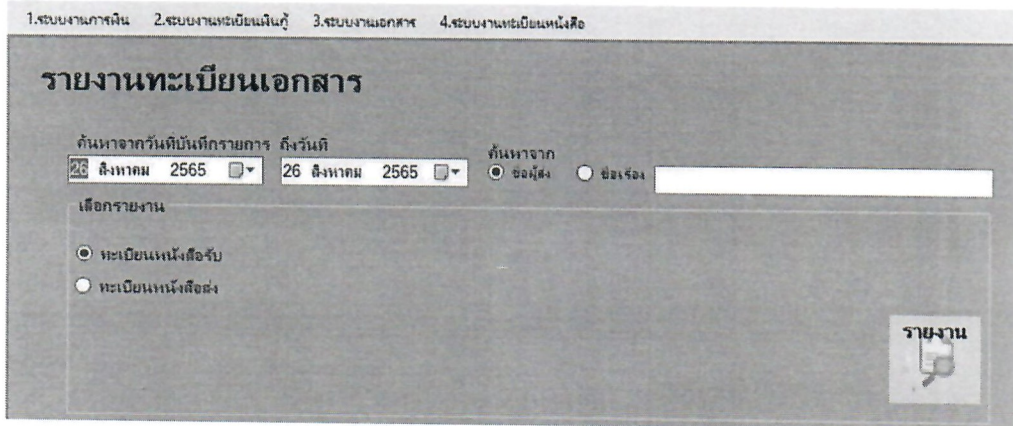 1.ระบบงานการเงิน 2.ระบบงานทะเบียนเงินกู้ 3.ระบบงานเอกสาร 4.ระบบงานทะเบียนหนังสือ
รายงานทะเบียนเอกสาร
ค้นหาจากวันที่บันทึกรายการ ถึงวันที่ ค้นหาจาก
26 สิงหาคม 2565 26 สิงหาคม 2565 ชื่อผู้ส่ง ชื่อเรื่อง
เลือกรายงาน
ทะเบียนหนังสือรับ
ทะเบียนหนังสือส่ง
รายงาน